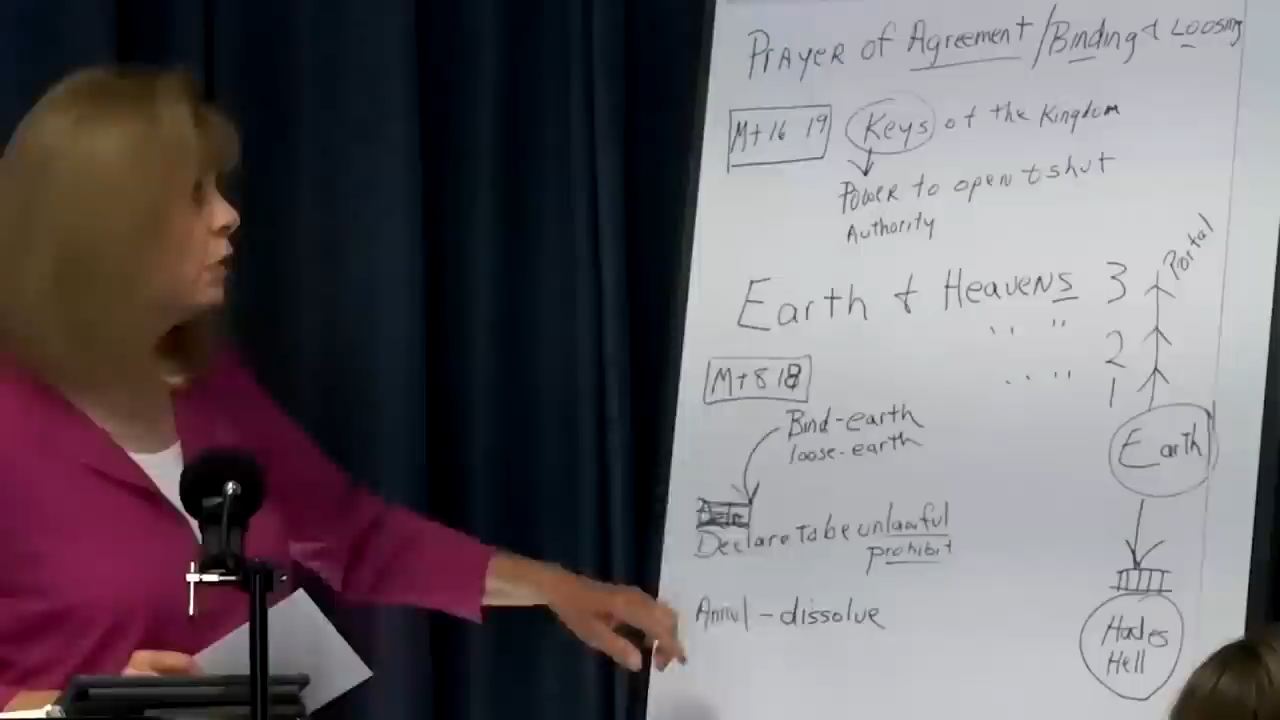 Prayer of Agreement / Binding & Loosing
Mt 16 19 Keys of the Kingdom
Power to open & shut
Authority
Portal
Earth & Heavens 3
" " 2
" " 1
Mt 8 18
Bind-earth
loose-earth
Earth
Declare to be unlawful
prohibit
Annul - dissolve
Hades
Hell